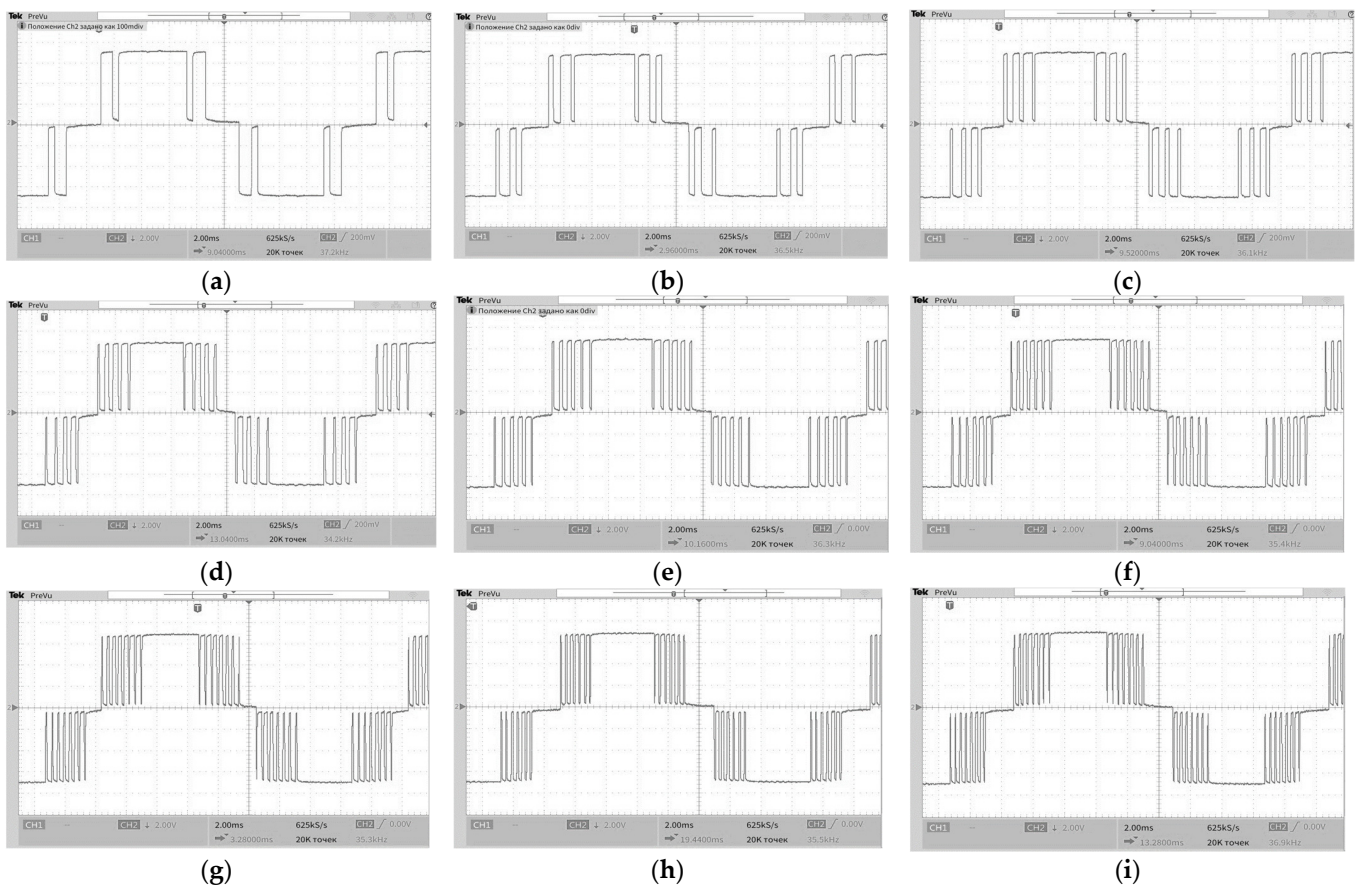 Tek PreVu
Положение Ch2 задано как 100mdiv
CH1 -- CH2 ↓ 2.00V 2.00ms 625kS/s CH2 / 200mV
9.04000ms 20K точек 37.2kHz
(a)
Tek PreVu
Положение Ch2 задано как 0div
CH1 -- CH2 ↓ 2.00V 2.00ms 625kS/s CH2 / 200mV
2.96000ms 20K точек 36.5kHz
(b)
Tek PreVu
CH1 -- CH2 ↓ 2.00V 2.00ms 625kS/s CH2 / 200mV
9.52000ms 20K точек 36.1kHz
(c)
Tek PreVu
CH1 -- CH2 ↓ 2.00V 2.00ms 625kS/s CH2 / 200mV
13.0400ms 20K точек 34.2kHz
(d)
Tek PreVu
Положение Ch2 задано как 0div
CH1 -- CH2 ↓ 2.00V 2.00ms 625kS/s CH2 / 0.00V
10.1600ms 20K точек 36.3kHz
(e)
Tek PreVu
CH1 -- CH2 ↓ 2.00V 2.00ms 625kS/s CH2 / 0.00V
9.04000ms 20K точек 35.4kHz
(f)
Tek PreVu
CH1 -- CH2 ↓ 2.00V 2.00ms 625kS/s CH2 / 0.00V
3.28000ms 20K точек 35.3kHz
(g)
Tek PreVu
CH1 -- CH2 ↓ 2.00V 2.00ms 625kS/s CH2 / 0.00V
19.4400ms 20K точек 35.5kHz
(h)
Tek PreVu
CH1 -- CH2 ↓ 2.00V 2.00ms 625kS/s CH2 / 0.00V
13.2800ms 20K точек 36.9kHz
(i)